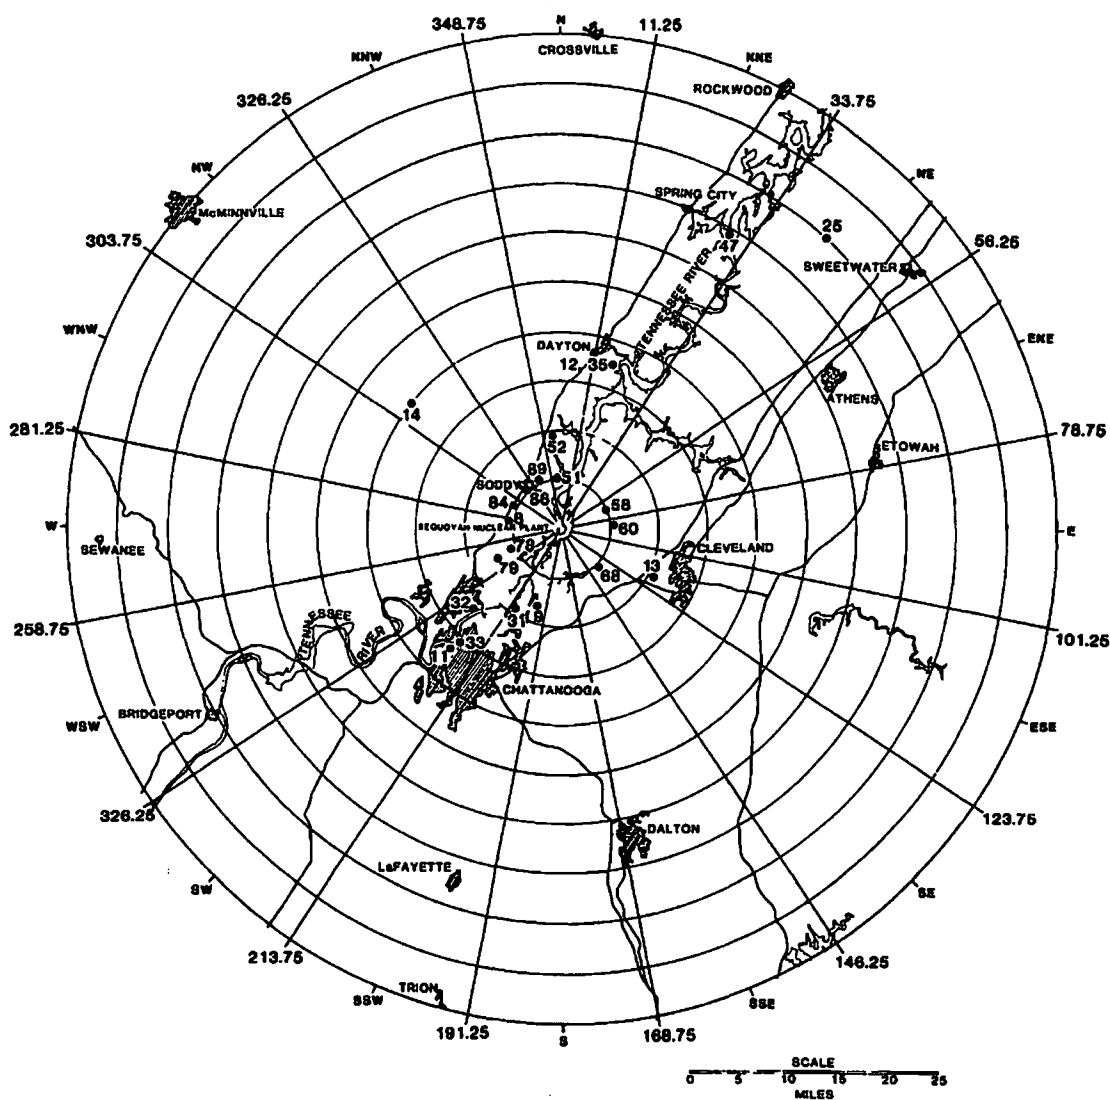 N
348.75
11.25
CROSSVILLE
NNW
KNE
ROCKWOOD
326.25
33.75
NW
NE
SPRING CITY
McMINNVILLE
25
47
303.75
56.25
SWEETWATER
TENNESSEE RIVER
WNW
EKE
DAYTON
12, 35
ATHENS
14
281.25
78.75
52
ETOWAH
89
51
SODDY
86
84
58
8
SEQUOYAH NUCLEAR PLANT
60
W
E
SEWANEE
78
CLEVELAND
79
13
68
32
31
TENNESSEE
RIVER
258.75
33
101.25
11
CHATTANOOGA
BRIDGEPORT
WSW
ESE
326.25
123.75
DALTON
LaFAYETTE
SW
SE
213.75
146.25
TRION
SSW
SSE
191.25
168.75
S
SCALE
0 5 10 15 20 25
MILES